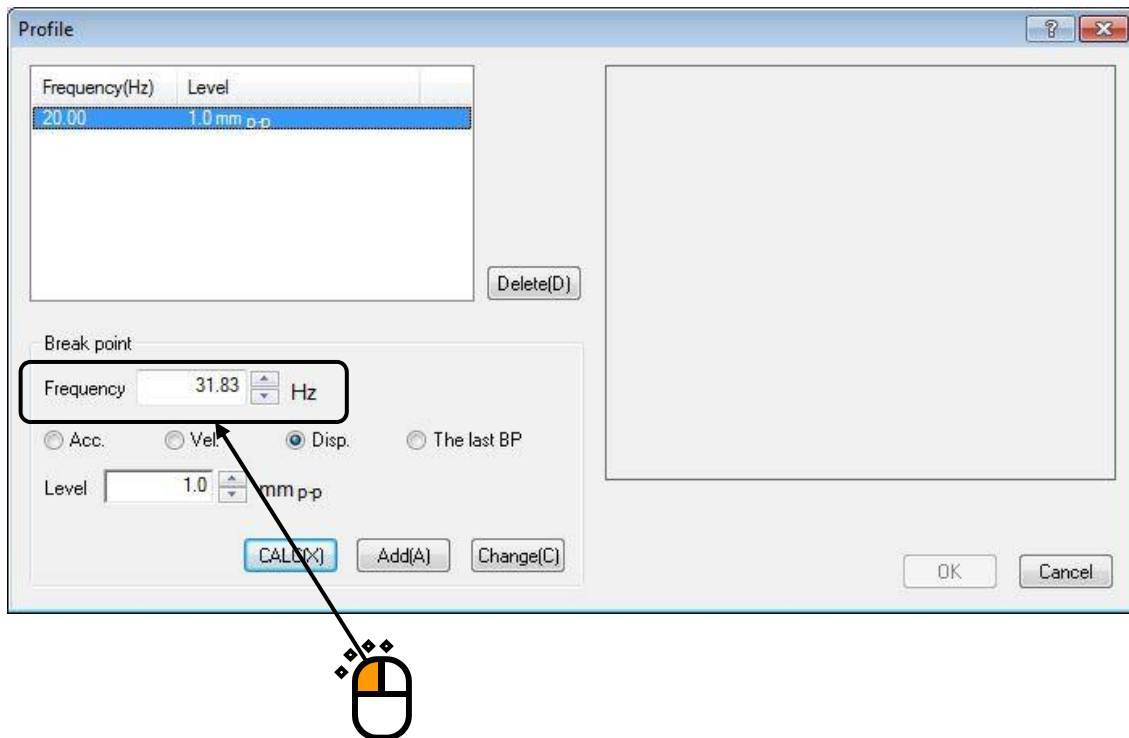 Profile
Frequency(Hz) Level
20.00 1.0 mm p-p
Delete(D)
Break point
Frequency 31.83 Hz
Acc. Vel. Disp. The last BP
Level 1.0 mm p-p
CALC(X) Add(A) Change(C)
OK Cancel